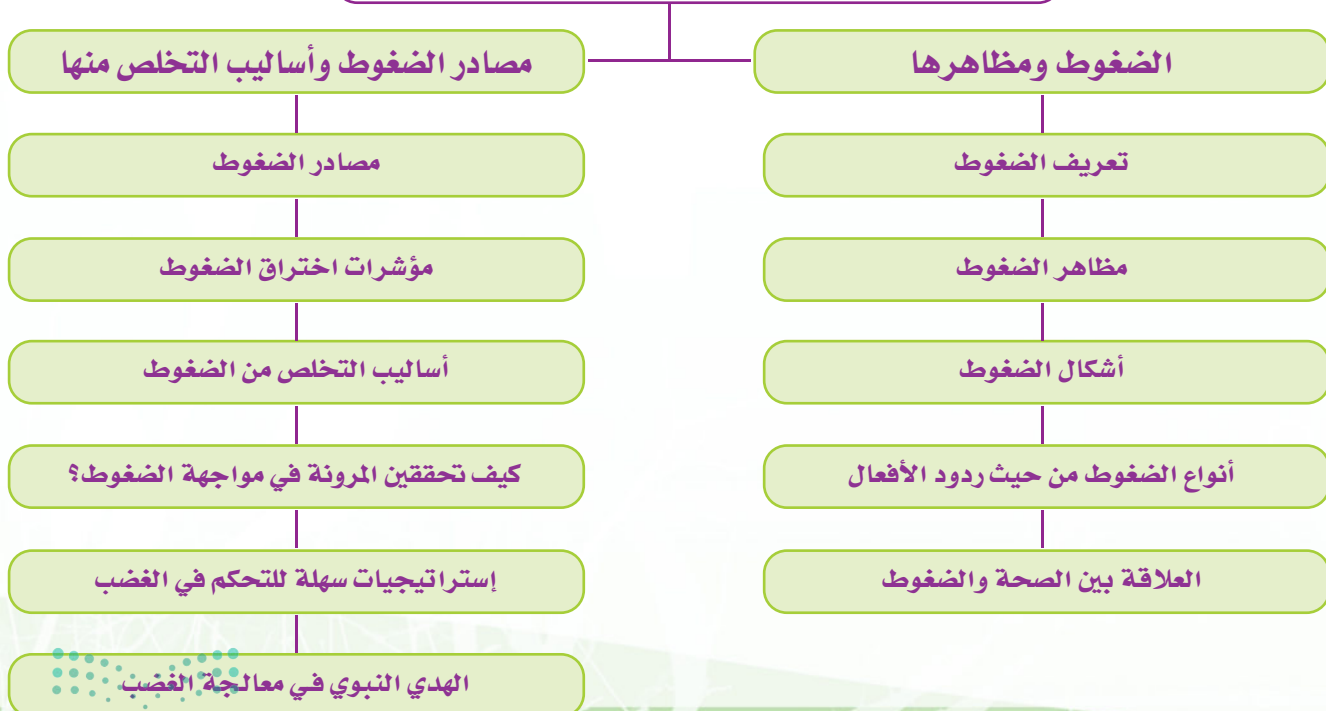 الضغوط ومظاهرها
تعريف الضغوط
مظاهر الضغوط
أشكال الضغوط
أنواع الضغوط من حيث ردود الأفعال
العلاقة بين الصحة والضغوط
مصادر الضغوط وأساليب التخلص منها
مصادر الضغوط
مؤشرات اختراق الضغوط
أساليب التخلص من الضغوط
كيف تحققين المرونة في مواجهة الضغوط؟
إستراتيجيات سهلة للتحكم في الغضب
الهدي النبوي في معالجة الغضب